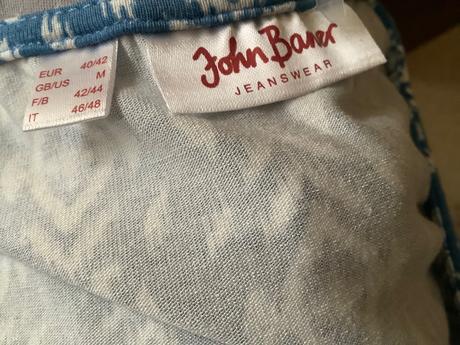 EUR 40/42
GB/US M
F/B 42/44
IT 46/48
John Baner
JEANSWEAR